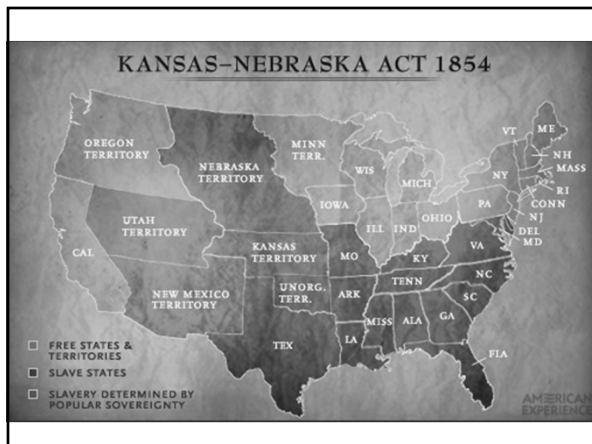 KANSAS–NEBRASKA ACT 1854
OREGON
TERRITORY
NEBRASKA
TERRITORY
MINN
TERR.
WIS
MICH
VT
ME
NH
MASS
NY
RI
CONN
PA
NJ
DEL
MD
IOWA
ILL
IND
OHIO
UTAH
TERRITORY
CAL
KANSAS
TERRITORY
MO
KY
VA
NEW MEXICO
TERRITORY
UNORG.
TERR.
ARK
TENN
NC
SC
TEX
LA
MISS
ALA
GA
FlA
FREE STATES &
TERRITORIES
SLAVE STATES
SLAVERY DETERMINED BY
POPULAR SOVEREIGNTY
AMERICAN
EXPERIENCE